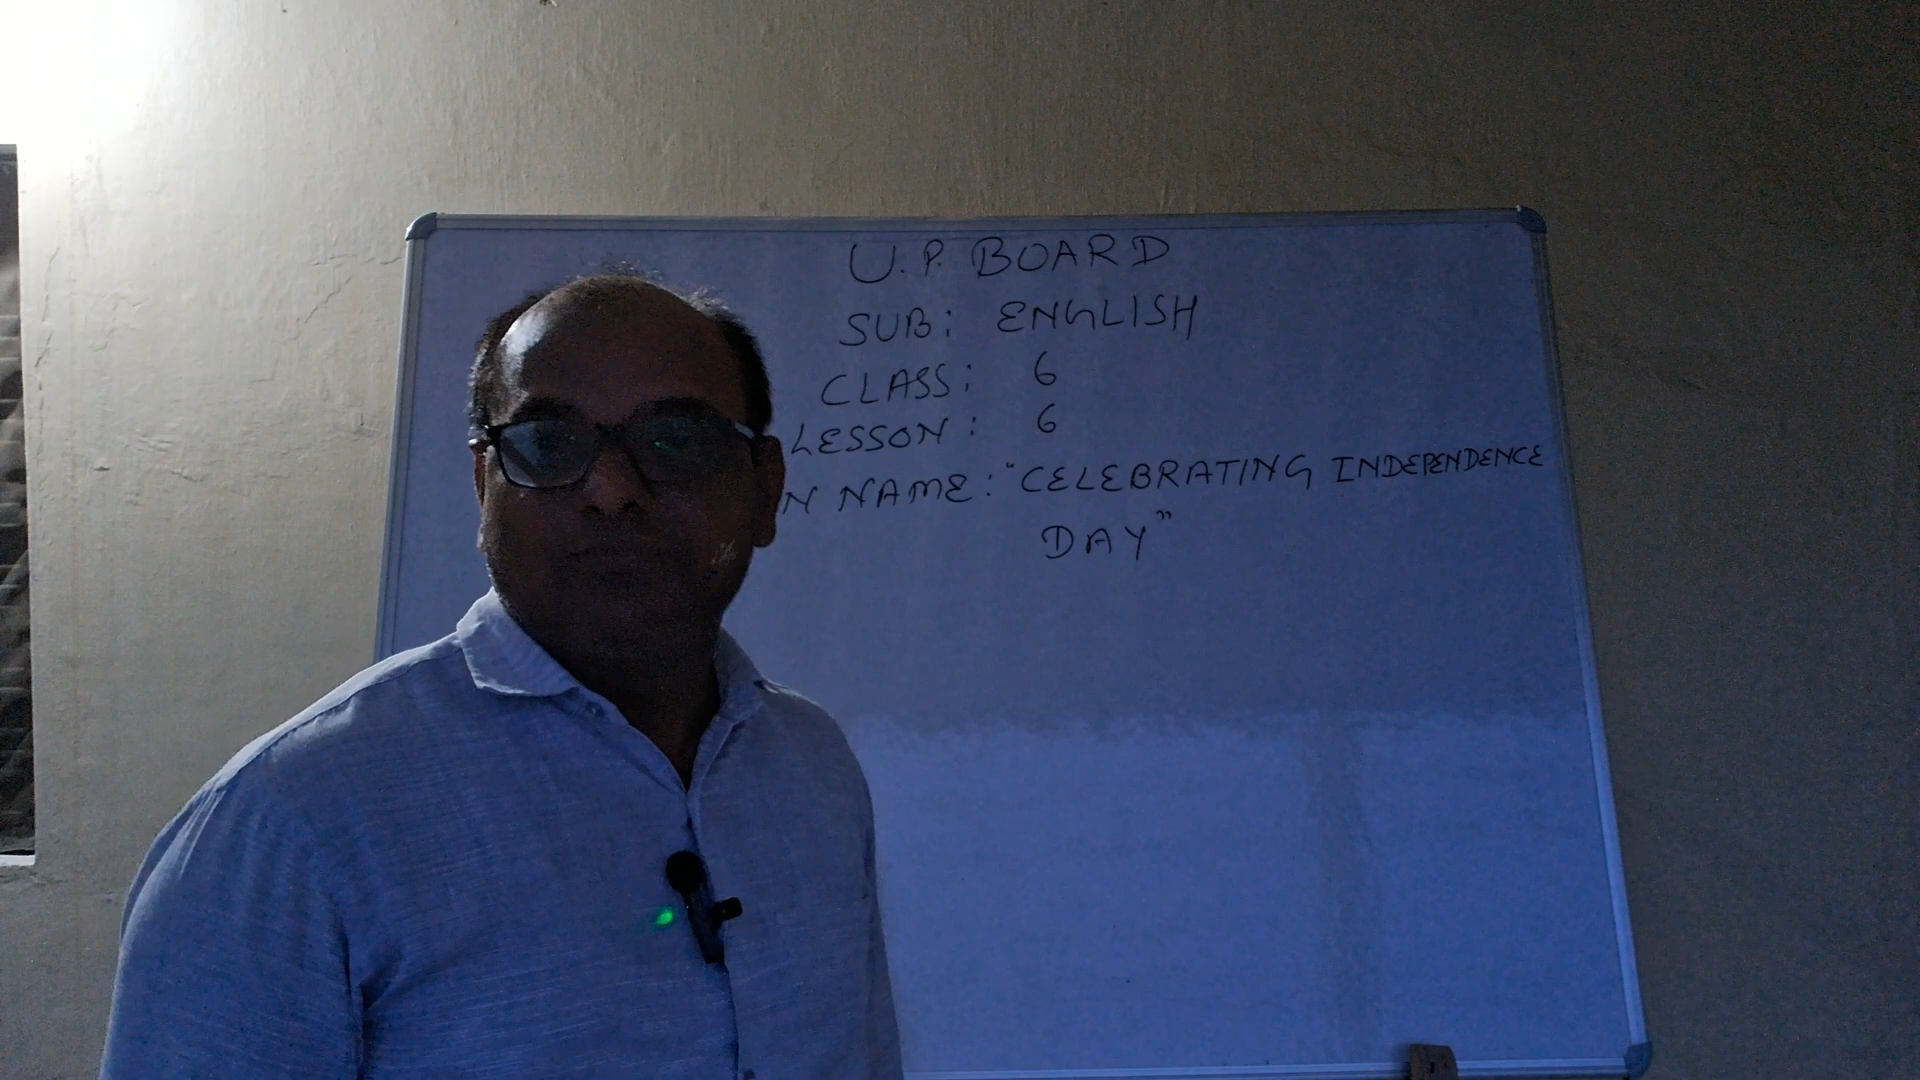 U.P. BOARD
SUB: ENGLISH
CLASS: 6
LESSON: 6
N NAME: "CELEBRATING INDEPENDENCE
DAY"